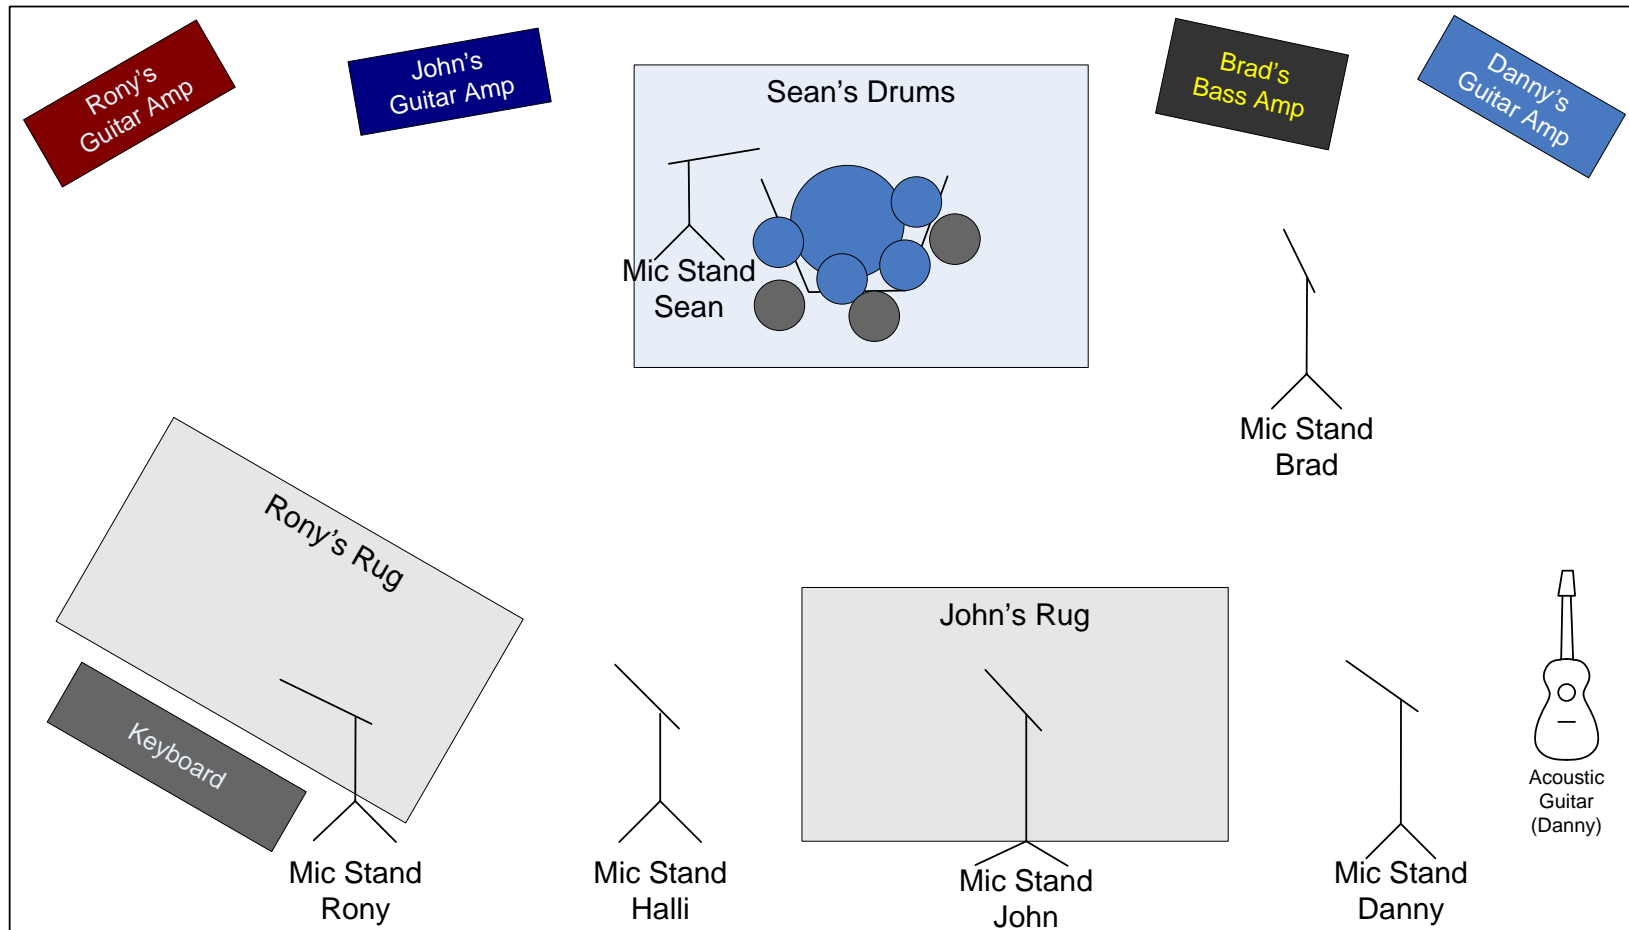 Rony’s
Guitar Amp
John’s
Guitar Amp
Sean’s Drums
Brad’s
Bass Amp
Danny’s
Guitar Amp
Mic Stand
Sean
Mic Stand
Brad
Rony’s Rug
John’s Rug
Keyboard
Acoustic
Guitar
(Danny)
Mic Stand
Rony
Mic Stand
Halli
Mic Stand
John
Mic Stand
Danny